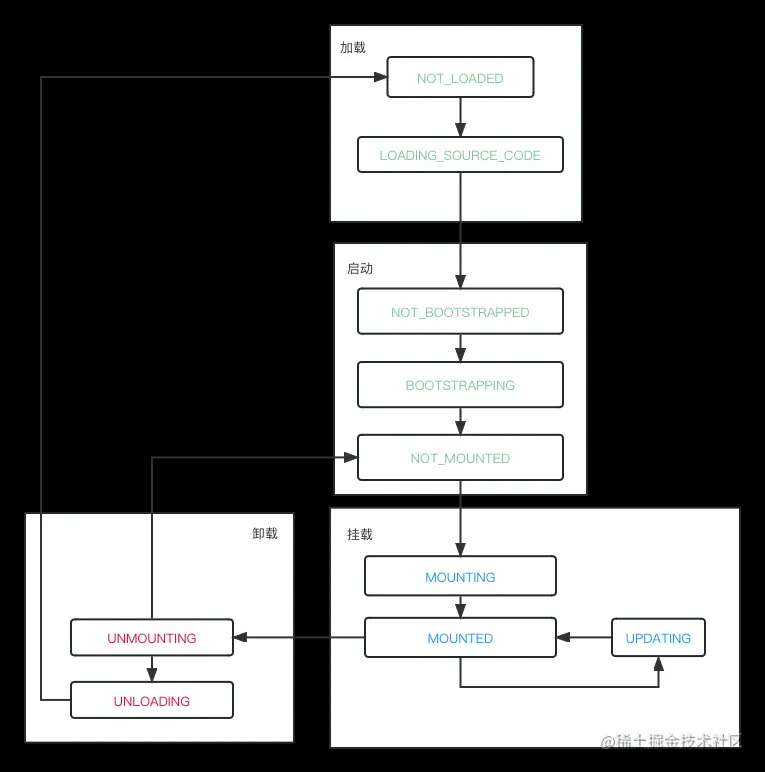 加载
NOT_LOADED
LOADING_SOURCE_CODE
启动
NOT_BOOTSTRAPPED
BOOTSTRAPPING
NOT_MOUNTED
卸载
UNMOUNTING
UNLOADING
挂载
MOUNTING
MOUNTED
UPDATING
@稀土掘金技术社区